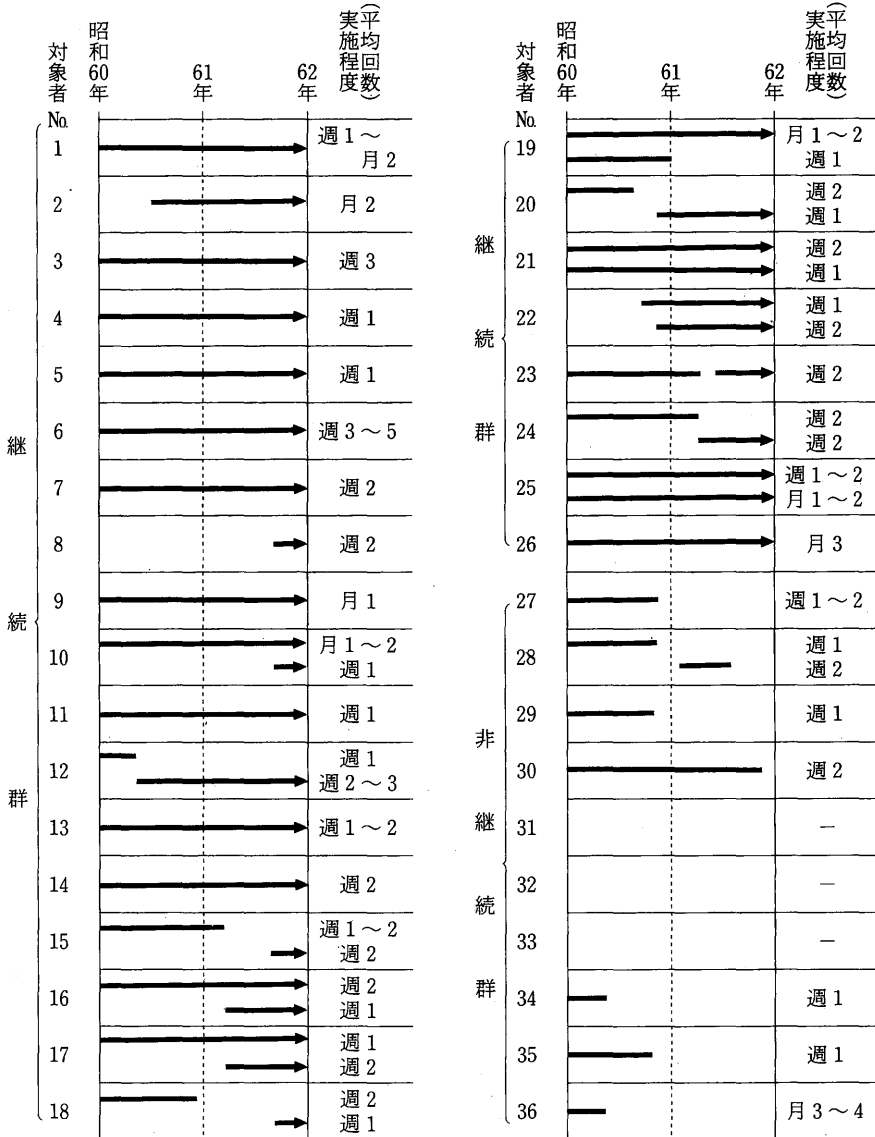 対象者 昭和60年 61年 62年 実施程度(平均回数)
No.
継続群
1 週1～月2
2 月2
3 週3
4 週1
5 週1
6 週3～5
7 週2
8 週2
9 月1
10 月1～2
週1
11 週1
12 週1
週2～3
13 週1～2
14 週2
15 週1～2
週2
16 週2
週1
17 週1
週2
18 週2
週1
対象者 昭和60年 61年 62年 実施程度(平均回数)
No.
継続群
19 月1～2
週1
20 週2
週1
21 週2
週1
22 週1
週2
23 週2
24 週2
週2
25 週1～2
月1～2
26 月3
非継続群
27 週1～2
28 週1
週2
29 週1
30 週2
31 －
32 －
33 －
34 週1
35 週1
36 月3～4